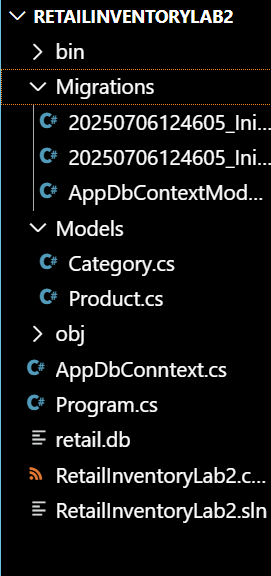 RETAILINVENTORYLAB2
bin
Migrations
C# 20250706124605_Ini...
C# 20250706124605_Ini...
C# AppDbContextMod...
Models
C# Category.cs
C# Product.cs
obj
C# AppDbConntext.cs
C# Program.cs
retail.db
RetailInventoryLab2.c...
RetailInventoryLab2.sln